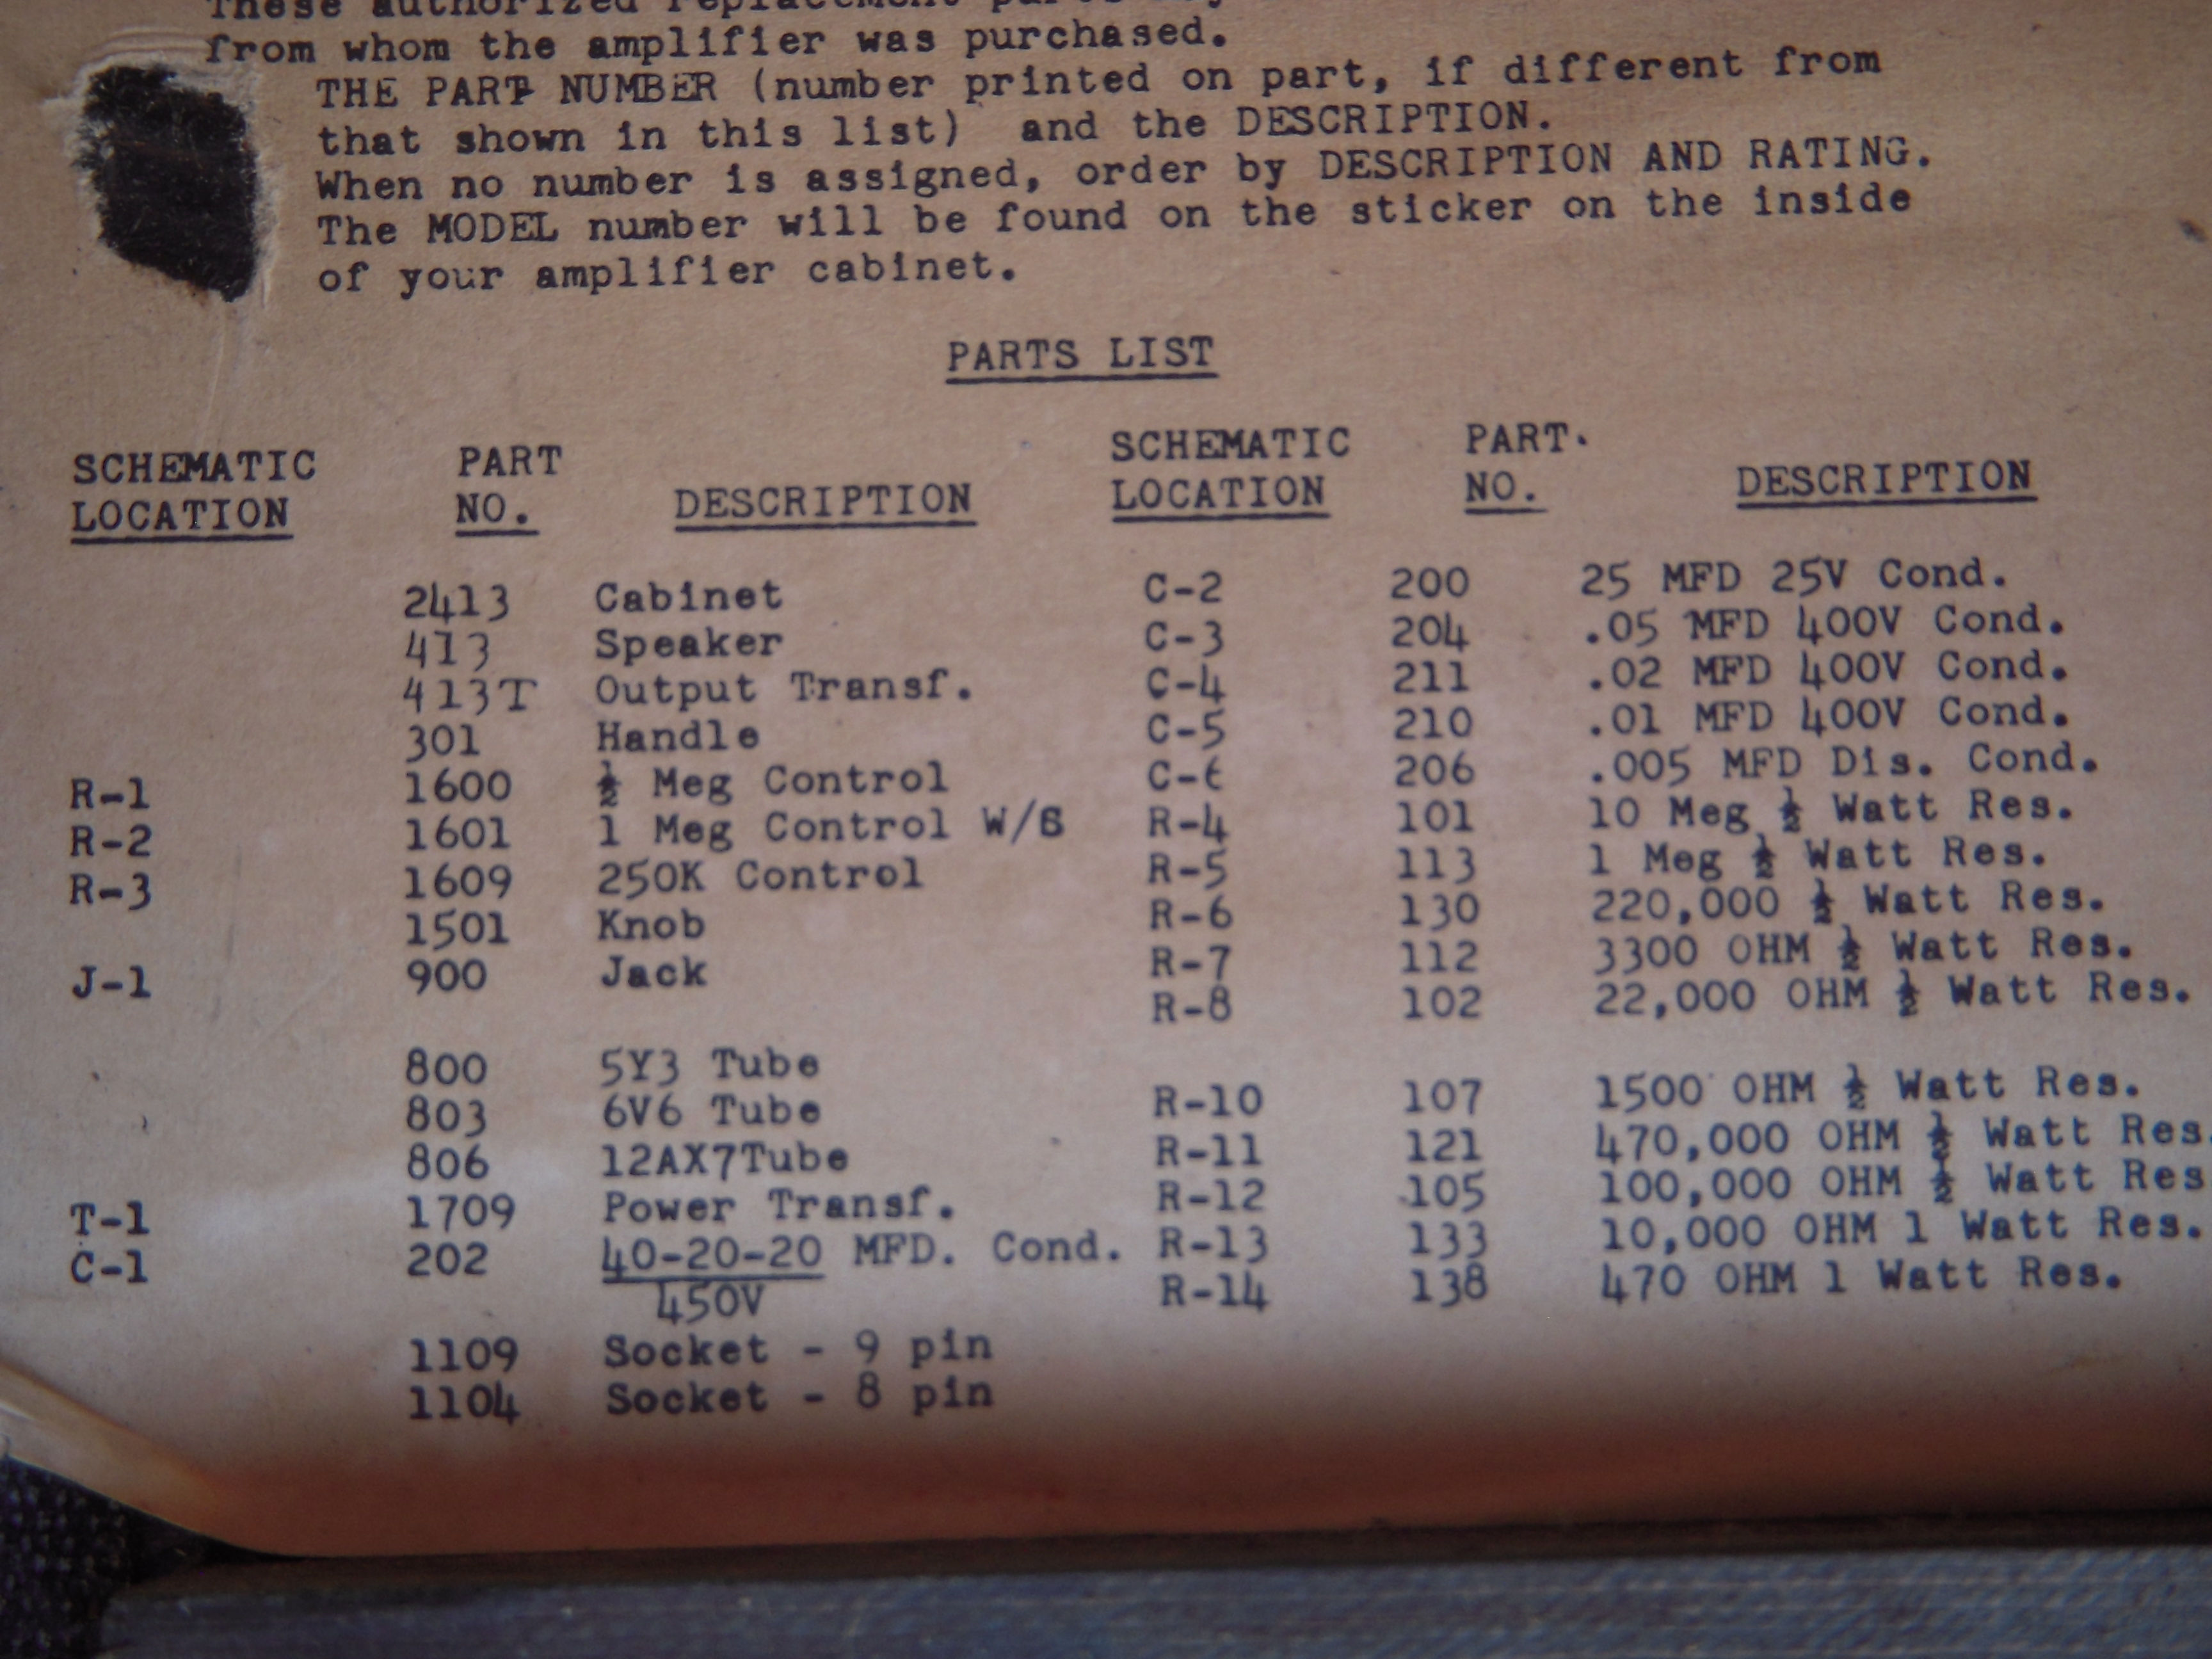 These authorized replacement parts
from whom the amplifier was purchased.
THE PART NUMBER (number printed on part, if different from
that shown in this list) and the DESCRIPTION.
When no number is assigned, order by DESCRIPTION AND RATING.
The MODEL number will be found on the sticker on the inside
of your amplifier cabinet.
PARTS LIST
SCHEMATIC PART SCHEMATIC PART.
LOCATION NO. DESCRIPTION LOCATION NO. DESCRIPTION
2413 Cabinet C-2 200 25 MFD 25V Cond.
413 Speaker C-3 204 .05 MFD 400V Cond.
413T Output Transf. C-4 211 .02 MFD 400V Cond.
301 Handle C-5 210 .01 MFD 400V Cond.
R-1 1600 ½ Meg Control C-6 206 .005 MFD Dis. Cond.
R-2 1601 1 Meg Control W/S R-4 101 10 Meg ½ Watt Res.
R-3 1609 250K Control R-5 113 1 Meg ½ Watt Res.
1501 Knob R-6 130 220,000 ½ Watt Res.
J-1 900 Jack R-7 112 3300 OHM ½ Watt Res.
R-8 102 22,000 OHM ½ Watt Res.
800 5Y3 Tube
803 6V6 Tube R-10 107 1500 OHM ½ Watt Res.
806 12AX7Tube R-11 121 470,000 OHM ½ Watt Res.
T-1 1709 Power Transf. R-12 105 100,000 OHM ½ Watt Res
C-1 202 40-20-20 MFD. Cond. R-13 133 10,000 OHM 1 Watt Res.
450V R-14 138 470 OHM 1 Watt Res.
1109 Socket - 9 pin
1104 Socket - 8 pin